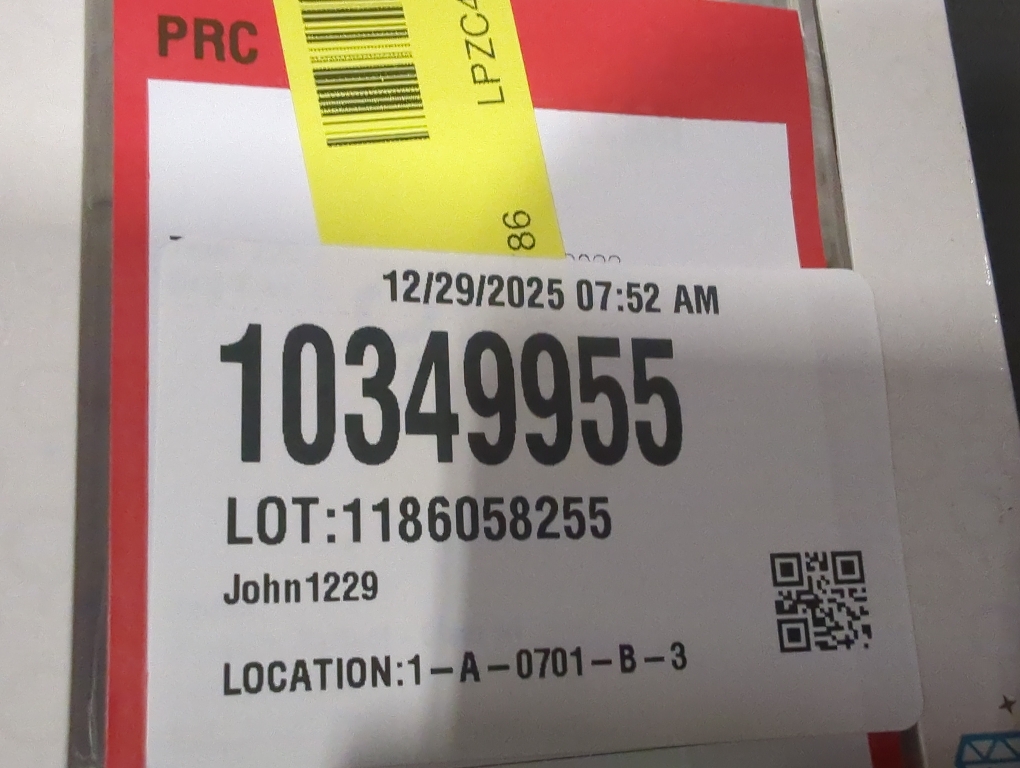 PRC
LPZC4
86
12/29/2025 07:52 AM
10349955
LOT:1186058255
John1229
LOCATION:1-A-0701-B-3